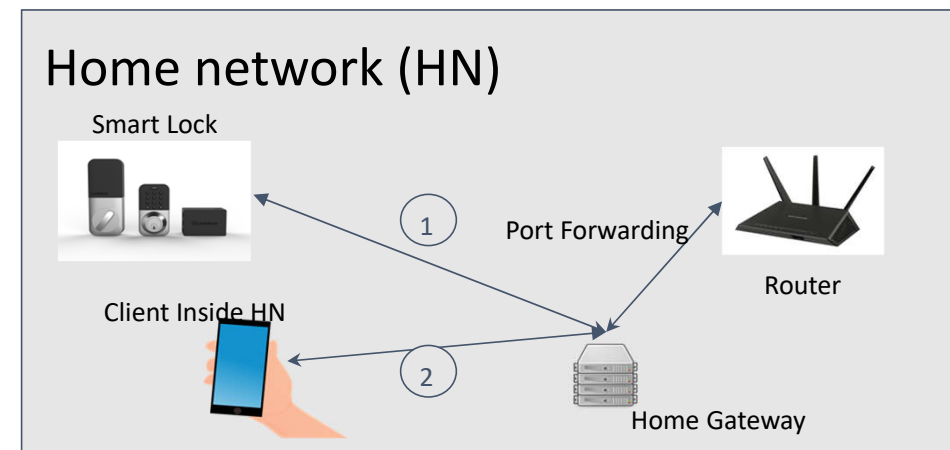 Home network (HN)
Smart Lock
1
Port Forwarding
Router
Client Inside HN
2
Home Gateway